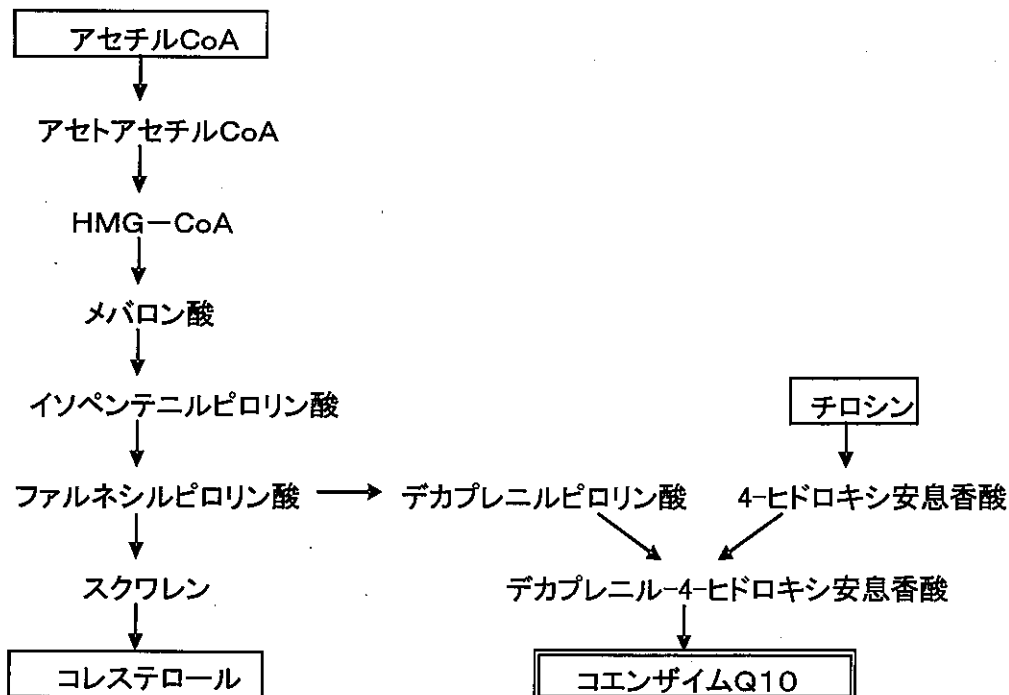 アセチルCoA
アセトアセチルCoA
HMG－CoA
メバロン酸
イソペンテニルピロリン酸
チロシン
ファルネシルピロリン酸
デカプレニルピロリン酸
4-ヒドロキシ安息香酸
スクワレン
デカプレニル-4-ヒドロキシ安息香酸
コレステロール
コエンザイムQ10